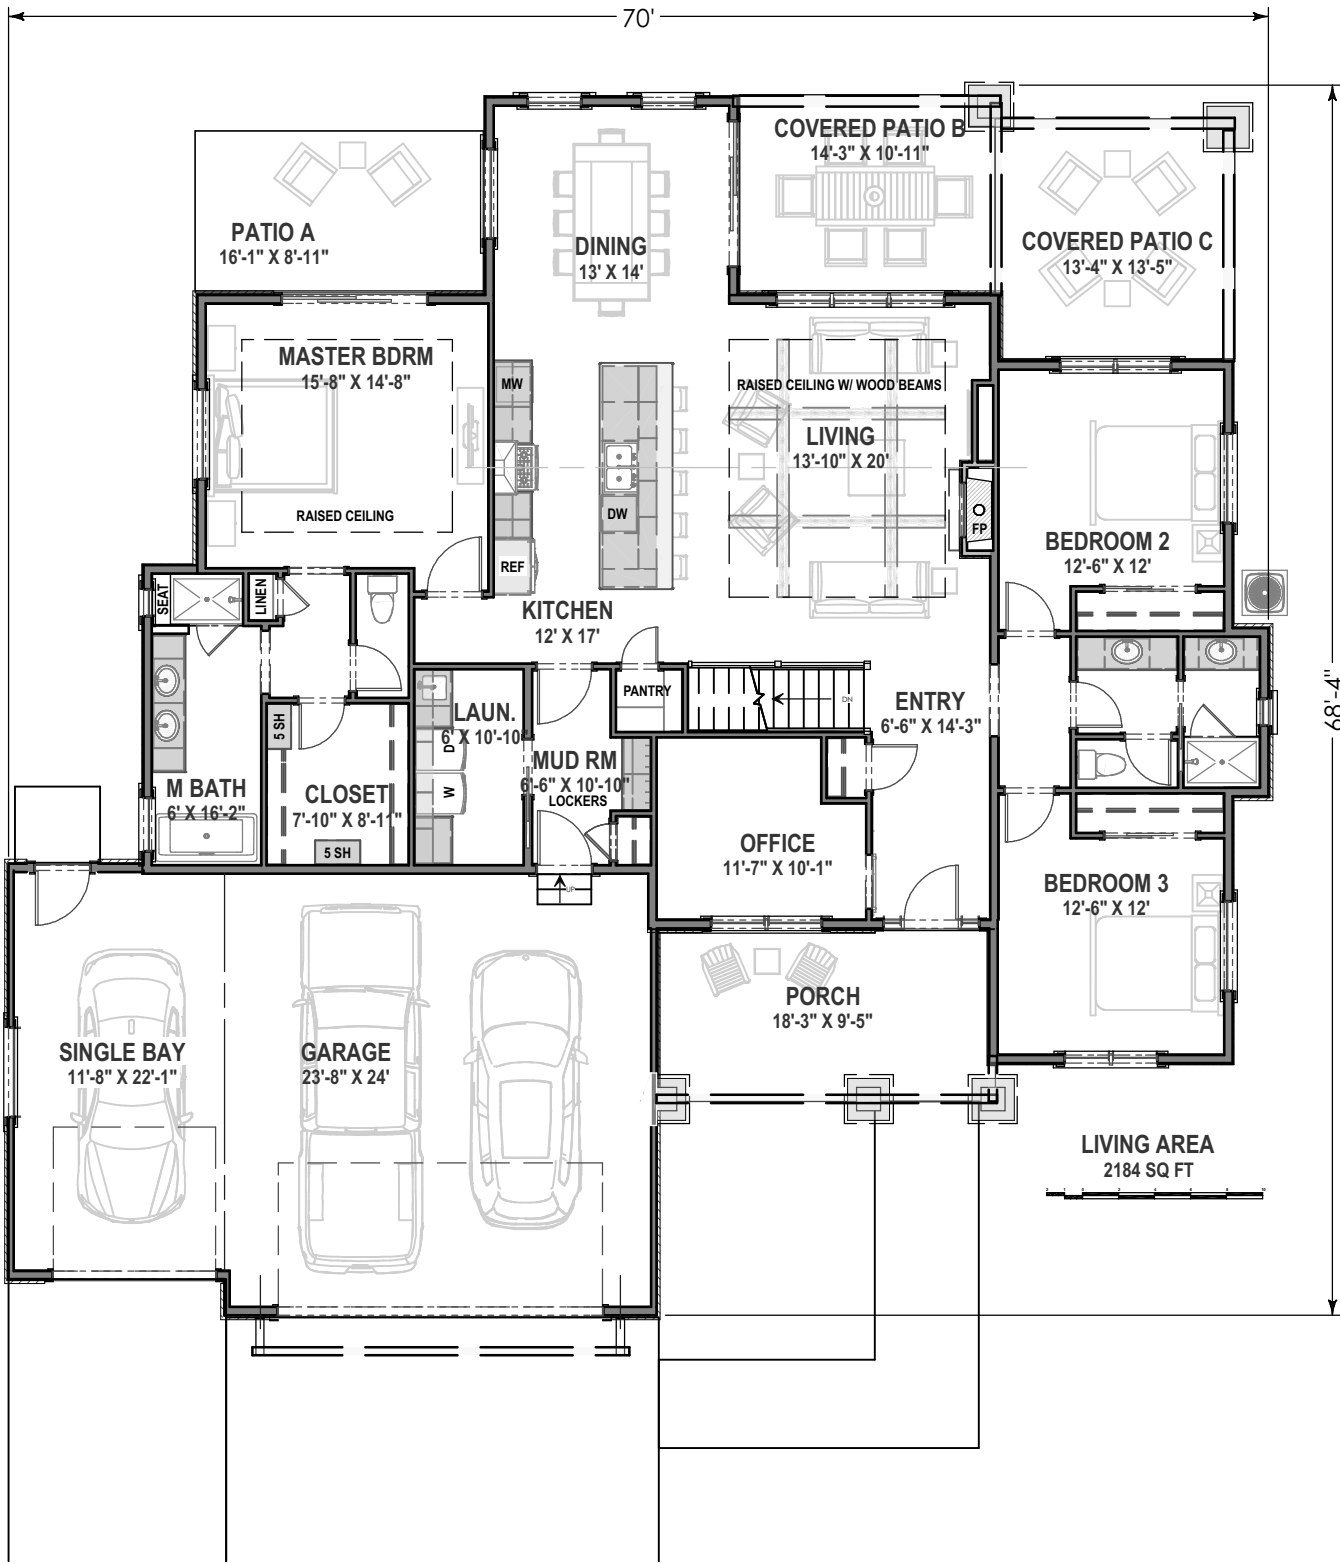 70'
COVERED PATIO B
14'-3" X 10'-11"
PATIO A
16'-1" X 8'-11"
DINING
13' X 14'
COVERED PATIO C
13'-4" X 13'-5"
MASTER BDRM
15'-8" X 14'-8"
MW
RAISED CEILING W/ WOOD BEAMS
LIVING
13'-10" X 20'
RAISED CEILING
DW
FP
REF
BEDROOM 2
12'-6" X 12'
SEAT
LINEN
KITCHEN
12' X 17'
PANTRY
DN
ENTRY
6'-6" X 14'-3"
68'-4"
5 SH
LAUN.
6' X 10'-10"
D
W
MUD RM
6'-6" X 10'-10"
LOCKERS
M BATH
6' X 16'-2"
CLOSET
7'-10" X 8'-11"
5 SH
OFFICE
11'-7" X 10'-1"
UP
BEDROOM 3
12'-6" X 12'
PORCH
18'-3" X 9'-5"
SINGLE BAY
11'-8" X 22'-1"
GARAGE
23'-8" X 24'
LIVING AREA
2184 SQ FT